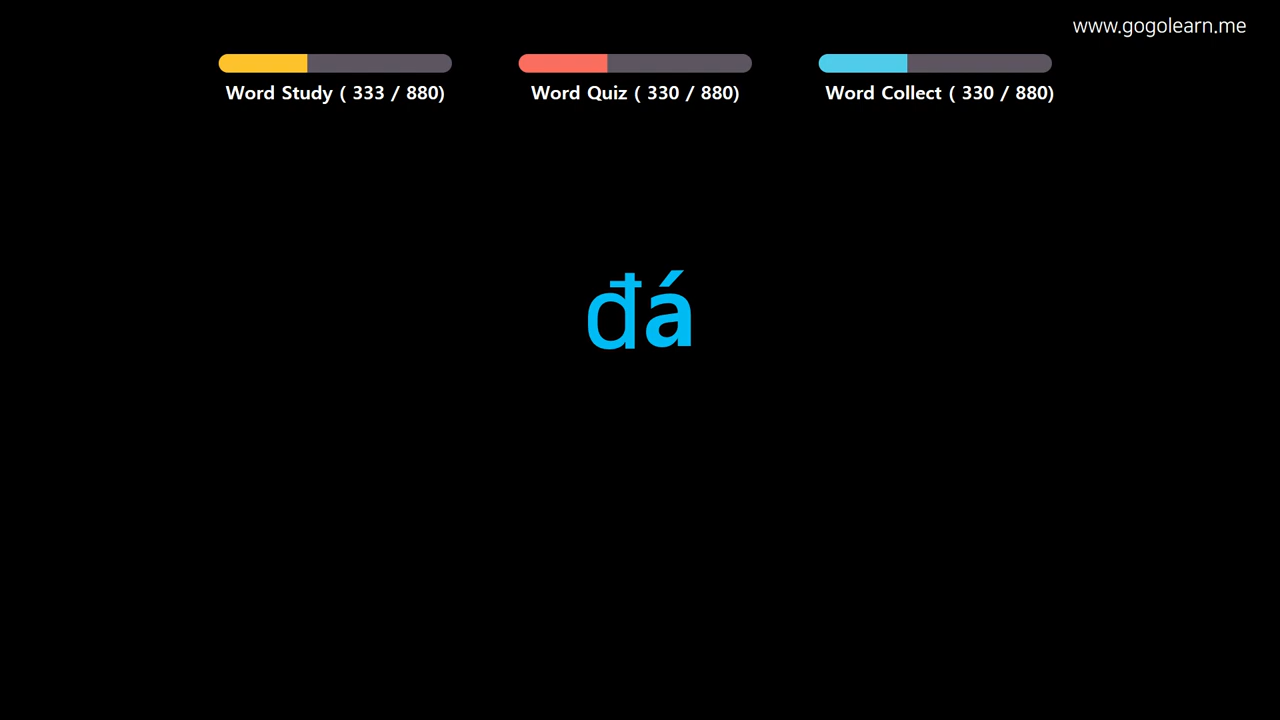 www.gogolearn.me
Word Study ( 333 / 880)
Word Quiz ( 330 / 880)
Word Collect ( 330 / 880)
đá